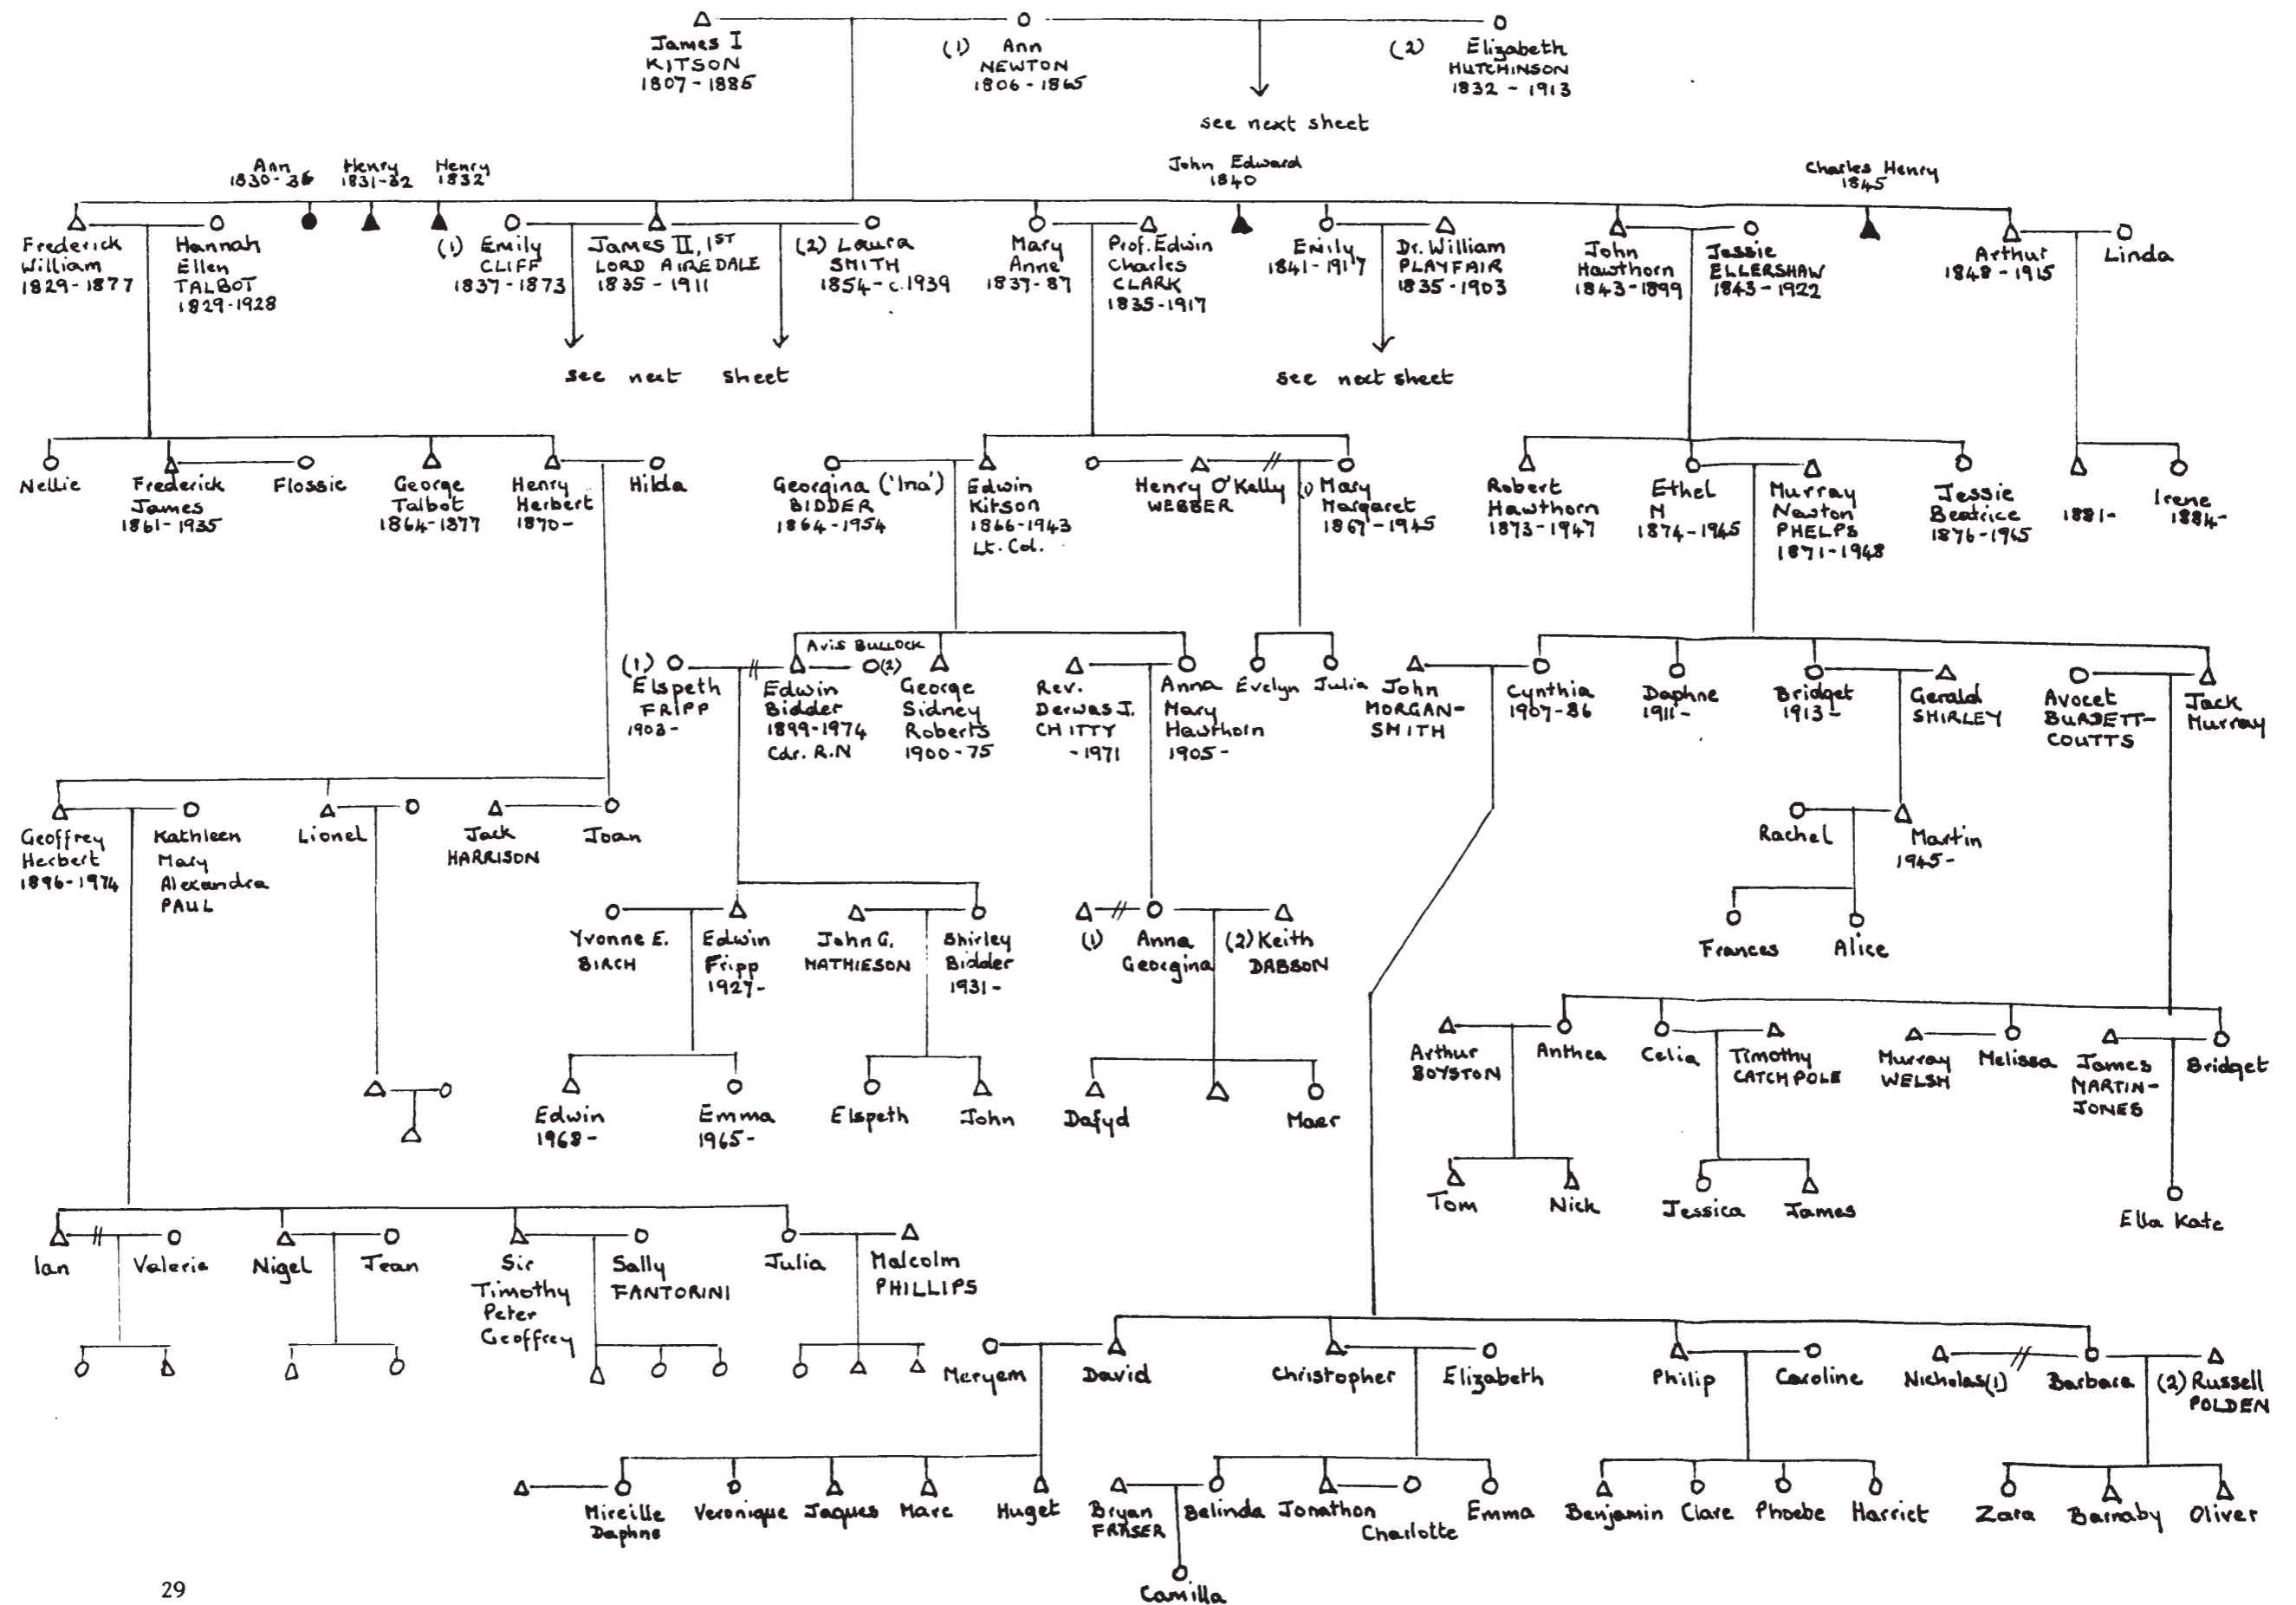 James I
KITSON
1807 - 1885
(1) Ann
NEWTON
1806 - 1865
(2) Elizabeth
HUTCHINSON
1832 - 1913
see next sheet
Ann
1830-36
Henry
1831-32
Henry
1832
John Edward
1840
Charles Henry
1845
Frederick
William
1829-1877
Hannah
Ellen
TALBOT
1829-1928
(1) Emily
CLIFF
1837-1873
James II, 1ST
LORD AIREDALE
1835 - 1911
(2) Laura
SMITH
1854-c.1939
Mary
Anne
1837-87
Prof. Edwin
Charles
CLARK
1835-1917
Emily
1841-1917
Dr. William
PLAYFAIR
1835-1903
John
Hawthorn
1843-1899
Jessie
ELLERSHAW
1843-1922
Arthur
1848-1915
Linda
see next sheet
see next sheet
Nellie
Frederick
James
1861-1935
Flossie
George
Talbot
1864-1877
Henry
Herbert
1870-
Hilda
Georgina ('Ina')
BIDDER
1864-1954
Edwin
Kitson
1866-1943
Lt. Col.
Henry O'Kelly
WEBBER
(1) Mary
Margaret
1867-1945
Robert
Hawthorn
1873-1947
Ethel
M
1874-1945
Murray
Newton
PHELPS
1871-1948
Jessie
Beatrice
1876-1965
1881-
Irene
1884-
(1)
Elspeth
FRIPP
1903-
Avis BULLOCK
(2)
Edwin
Bidder
1899-1974
Cdr. R.N
George
Sidney
Roberts
1900-75
Rev.
Derwas J.
CHITTY
-1971
Anna
Mary
Hawthorn
1905-
Evelyn
Julia
John
MORGAN-
SMITH
Cynthia
1907-86
Daphne
1911-
Bridget
1913-
Gerald
SHIRLEY
Avocet
BURDETT-
COUTTS
Jack
Murray
Geoffrey
Herbert
1896-1974
Kathleen
Mary
Alexandra
PAUL
Lionel
Jack
HARRISON
Joan
Rachel
Martin
1945-
Yvonne E.
BIRCH
Edwin
Fripp
1927-
John G.
MATHIESON
Shirley
Bidder
1931-
(1)
Anna
Georgina
(2) Keith
DABSON
Frances
Alice
Arthur
BOYSTON
Anthea
Celia
Timothy
CATCHPOLE
Murray
WELSH
Melissa
James
MARTIN-
JONES
Bridget
Edwin
1968-
Emma
1965-
Elspeth
John
Dafyd
Maer
Tom
Nick
Jessica
James
Ella Kate
Ian
Valerie
Nigel
Jean
Sir
Timothy
Peter
Geoffrey
Sally
FANTORINI
Julia
Malcolm
PHILLIPS
Meryem
David
Christopher
Elizabeth
Philip
Caroline
Nicholas(1)
Barbara
(2) Russell
POLDEN
Mireille
Daphne
Veronique
Jaques
Marc
Huget
Bryan
FRASER
Belinda
Jonathon
Charlotte
Emma
Benjamin
Clare
Phoebe
Harriet
Zara
Barnaby
Oliver
Camilla
29